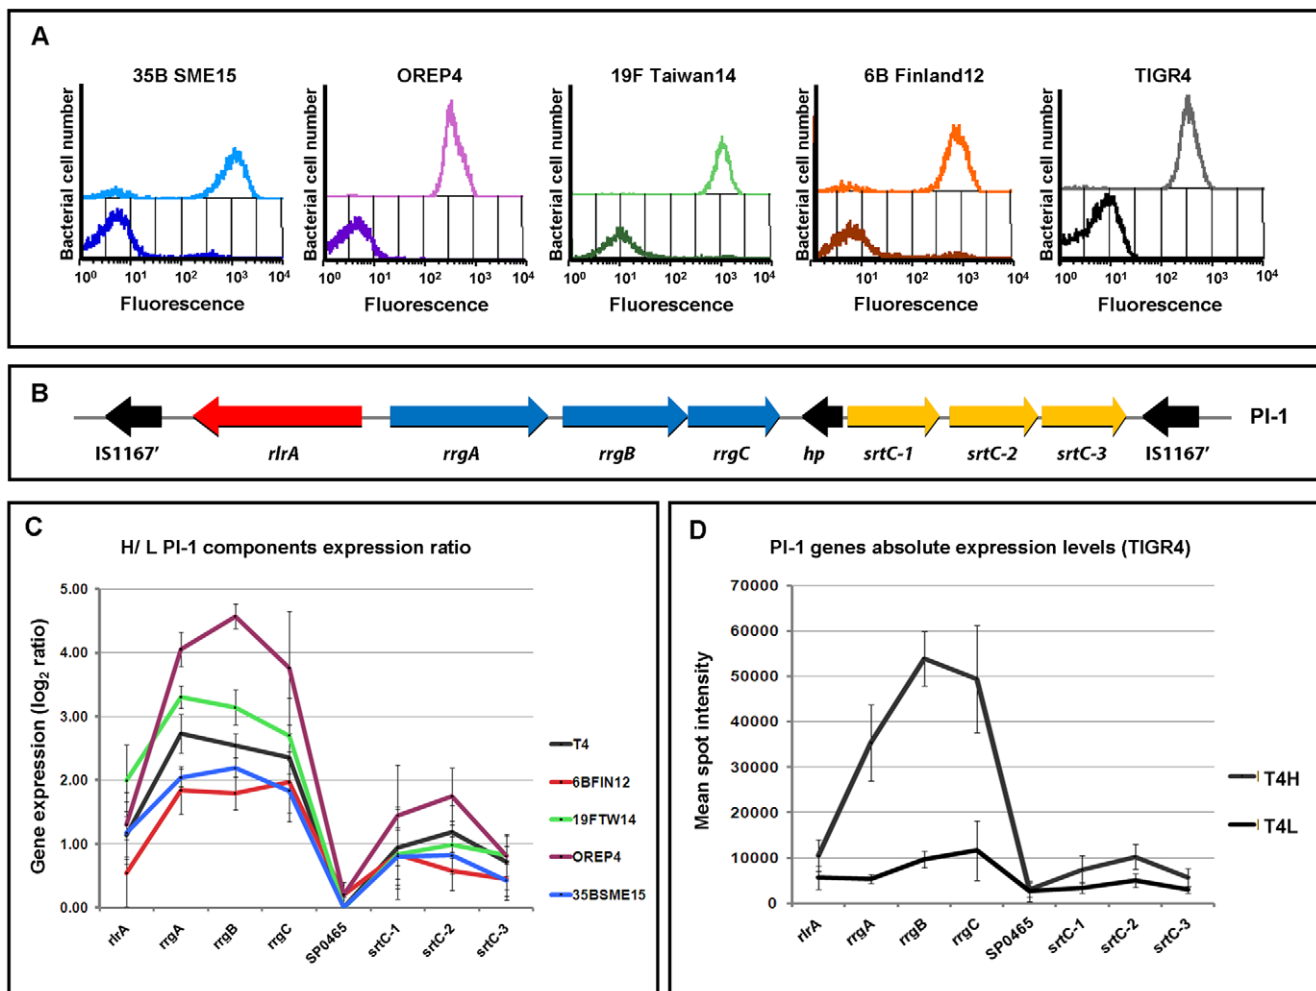 A
35B SME15
OREP4
19F Taiwan14
6B Finland12
TIGR4
Bacterial cell number
Bacterial cell number
Bacterial cell number
Bacterial cell number
Bacterial cell number
10⁰ 10¹ 10² 10³ 10⁴
10⁰ 10¹ 10² 10³ 10⁴
10⁰ 10¹ 10² 10³ 10⁴
10¹ 10² 10³ 10⁴
10⁰ 10¹ 10² 10³ 10⁴
Fluorescence
Fluorescence
Fluorescence
Fluorescence
Fluorescence
B
PI-1
IS1167’ rlrA rrgA rrgB rrgC hp srtC-1 srtC-2 srtC-3 IS1167’
C
H/ L PI-1 components expression ratio
Gene expression (log₂ ratio)
5.00
4.00
3.00
2.00
1.00
0.00
rlrA rrgA rrgB rrgC SP0465 srtC-1 srtC-2 srtC-3
T4
6BFIN12
19FTW14
OREP4
35BSME15
D
PI-1 genes absolute expression levels (TIGR4)
Mean spot intensity
70000
60000
50000
40000
30000
20000
10000
0
rlrA rrgA rrgB rrgC SP0465 srtC-1 srtC-2 srtC-3
T4H
T4L